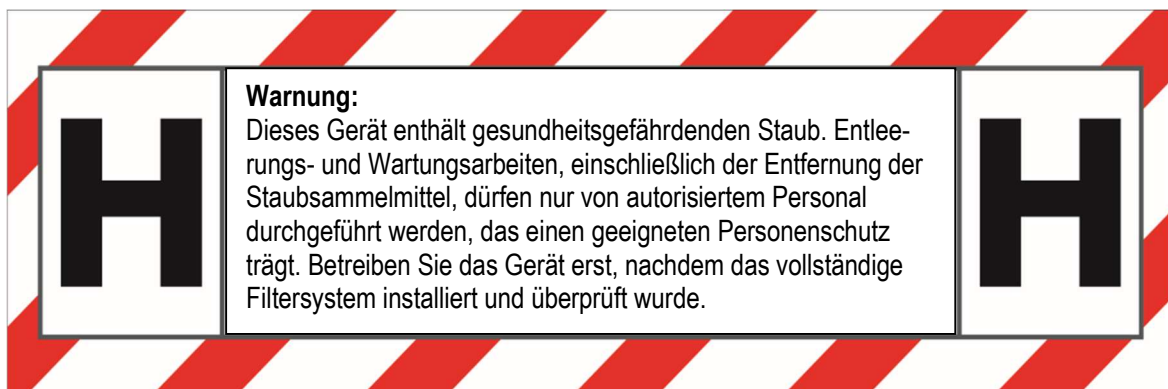 H
Warnung:
Dieses Gerät enthält gesundheitsgefährdenden Staub. Entlee-
rungs- und Wartungsarbeiten, einschließlich der Entfernung der
Staubsammelmittel, dürfen nur von autorisiertem Personal
durchgeführt werden, das einen geeigneten Personenschutz
trägt. Betreiben Sie das Gerät erst, nachdem das vollständige
Filtersystem installiert und überprüft wurde.
H